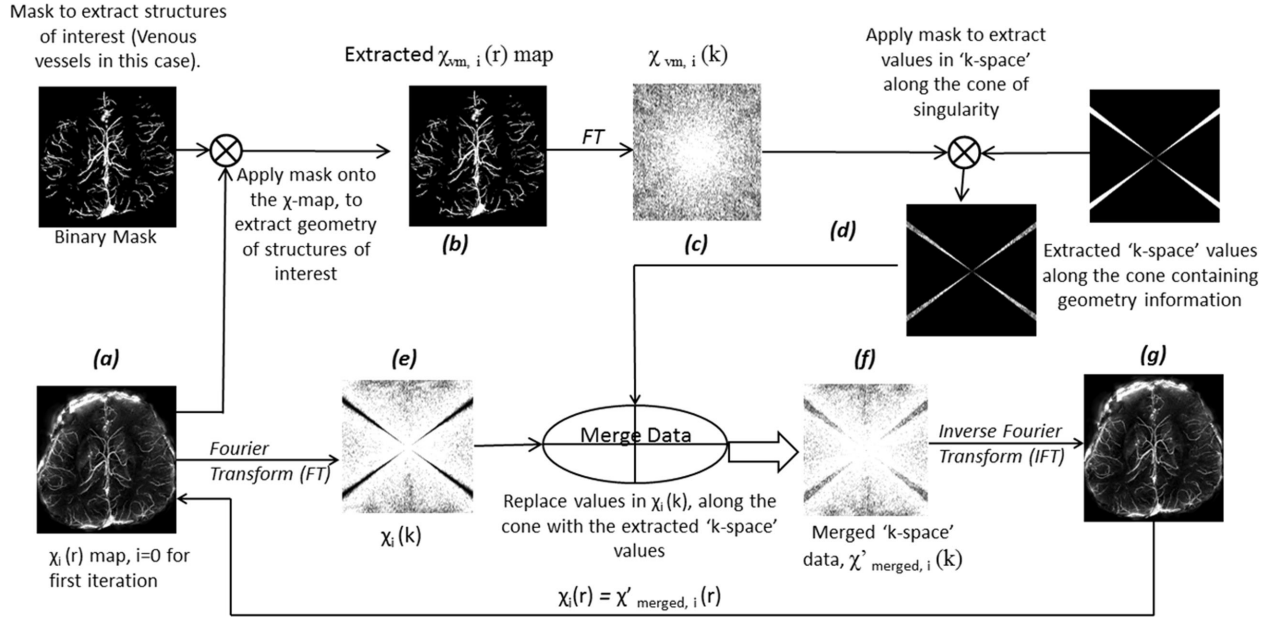 Mask to extract structures
of interest (Venous
vessels in this case).
Binary Mask
Apply mask onto
the χ-map, to
extract geometry
of structures of
interest
Extracted χvm, i (r) map
(b)
FT
χ vm, i (k)
(c)
Apply mask to extract
values in ‘k-space’
along the cone of
singularity
(d)
Extracted ‘k-space’ values
along the cone containing
geometry information
(a)
χi (r) map, i=0 for
first iteration
Fourier
Transform (FT)
(e)
χi (k)
Merge Data
Replace values in χi (k), along the
cone with the extracted ‘k-space’
values
(f)
Merged ‘k-space’
data, χ’ merged, i (k)
Inverse Fourier
Transform (IFT)
(g)
χi(r) = χ’ merged, i (r)